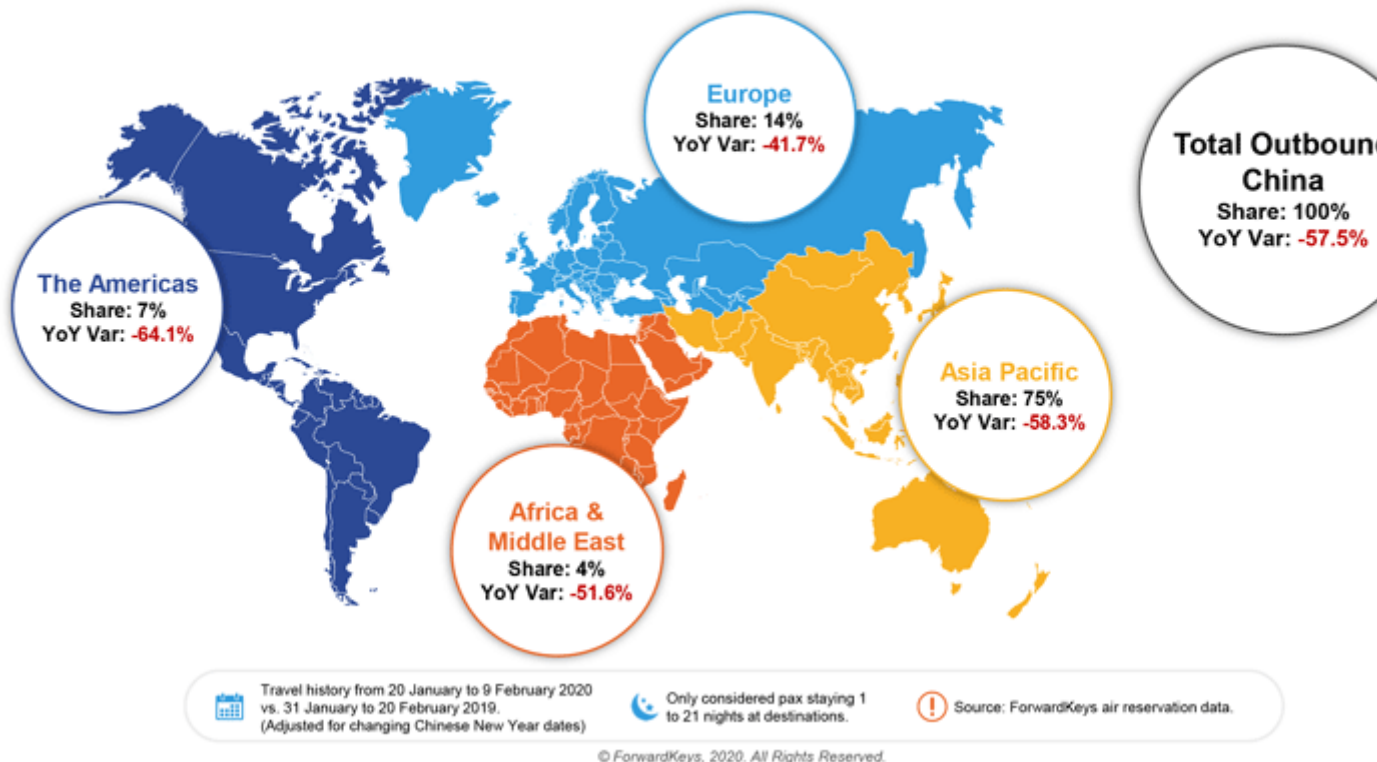 Europe
Share: 14%
YoY Var: -41.7%
Total Outboun
China
Share: 100%
YoY Var: -57.5%
The Americas
Share: 7%
YoY Var: -64.1%
Asia Pacific
Share: 75%
YoY Var: -58.3%
Africa &
Middle East
Share: 4%
YoY Var: -51.6%
Travel history from 20 January to 9 February 2020
vs. 31 January to 20 February 2019.
(Adjusted for changing Chinese New Year dates)
Only considered pax staying 1
to 21 nights at destinations.
Source: ForwardKeys air reservation data.
© ForwardKeys, 2020. All Rights Reserved.